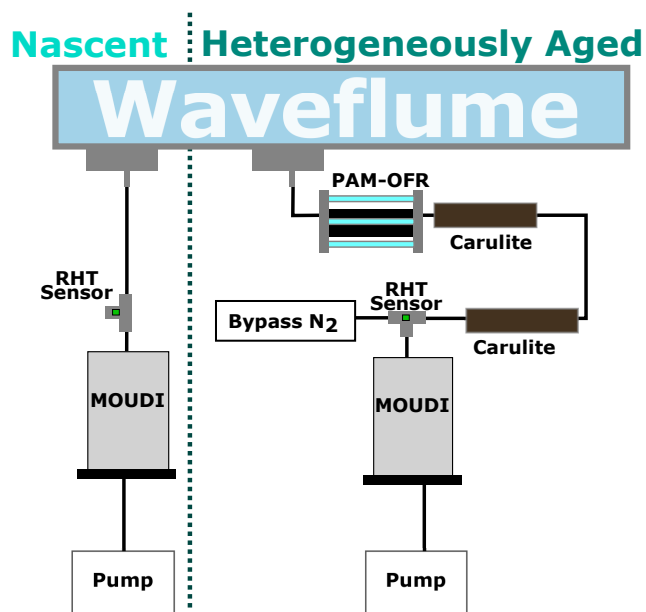 Nascent
Heterogeneously Aged
Waveflume
PAM-OFR
Carulite
RHT
Sensor
MOUDI
Pump
RHT
Sensor
Bypass N2
Carulite
MOUDI
Pump